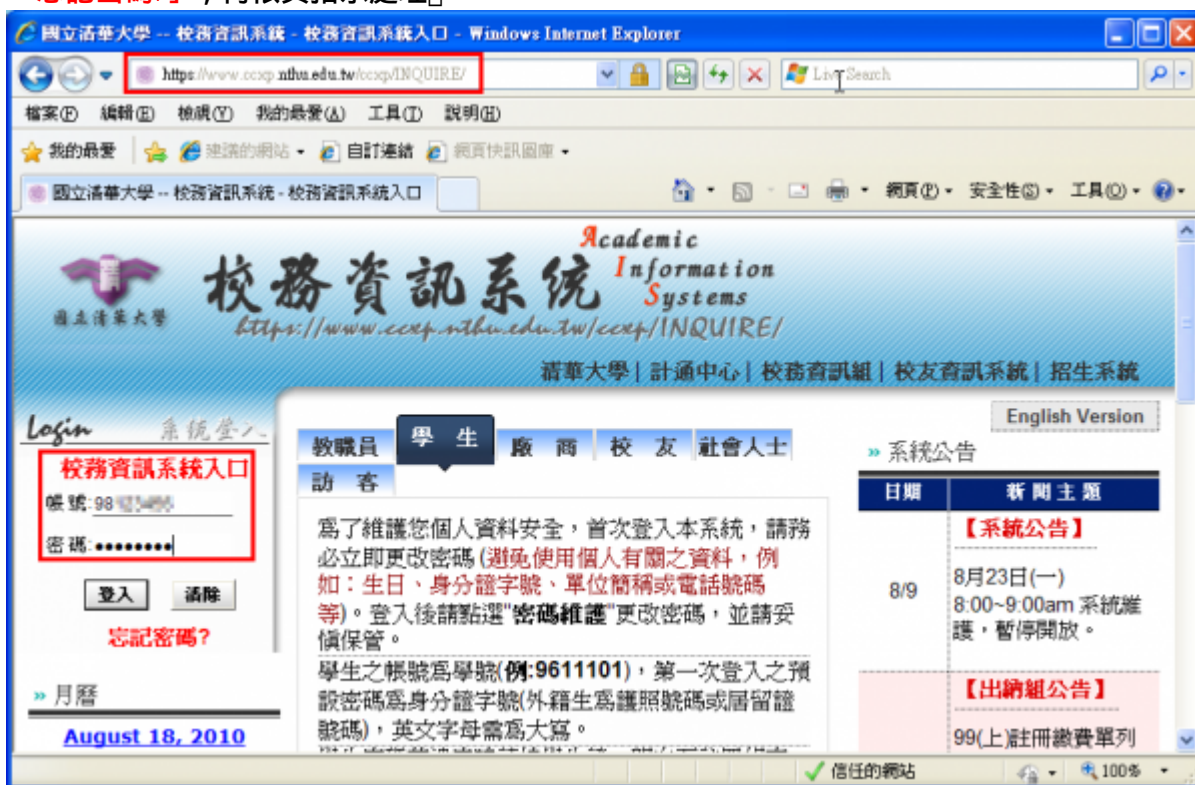 國立清華大學 -- 校務資訊系統 - 校務資訊系統入口 - Windows Internet Explorer
https://www.ccxp.nthu.edu.tw/ccxp/INQUIRE/
Live Search
檔案(F) 編輯(E) 檢視(V) 我的最愛(A) 工具(T) 說明(H)
我的最愛 建議的網站 自訂連結 網頁快訊圖庫
國立清華大學 -- 校務資訊系統 - 校務資訊系統入口
網頁(P) 安全性(S) 工具(O)
Academic
Information
Systems
校務資訊系統
國立清華大學
https://www.ccxp.nthu.edu.tw/ccxp/INQUIRE/
清華大學 | 計通中心 | 校務資訊組 | 校友資訊系統 | 招生系統
Login 系統登入
校務資訊系統入口
帳號:98
密碼:
登入 清除
忘記密碼?
» 月曆
August 18, 2010
教職員 學 生 廠 商 校 友 社會人士
訪 客
為了維護您個人資料安全，首次登入本系統，請務
必立即更改密碼(避免使用個人有關之資料，例
如：生日、身分證字號、單位簡稱或電話號碼
等)。登入後請點選"密碼維護"更改密碼，並請妥
慎保管。
學生之帳號為學號(例:9611101)，第一次登入之預
設密碼為身分證字號(外籍生為護照號碼或居留證
號碼)，英文字母需為大寫。
English Version
» 系統公告
日期 新聞主題
【系統公告】
8/9
8月23日(一)
8:00~9:00am 系統維
護，暫停開放。
【出納組公告】
99(上)註冊繳費單列
信任的網站 100%